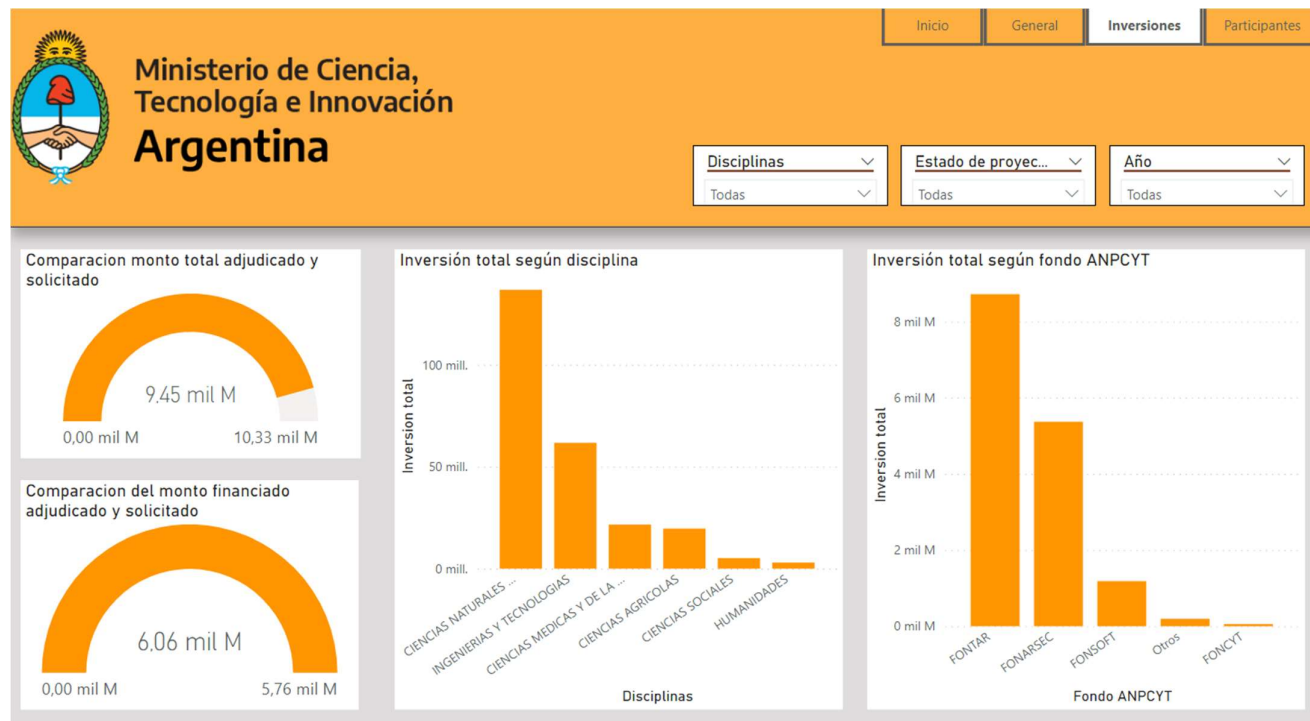 Inicio
General
Inversiones
Participantes
Ministerio de Ciencia,
Tecnología e Innovación
Argentina
Disciplinas
Todas
Estado de proyec...
Todas
Año
Todas
Comparacion monto total adjudicado y
solicitado
9,45 mil M
0,00 mil M
10,33 mil M
Comparacion del monto financiado
adjudicado y solicitado
6,06 mil M
0,00 mil M
5,76 mil M
Inversión total según disciplina
Inversion total
100 mill.
50 mill.
0 mill.
CIENCIAS NATURALES ...
INGENIERIAS Y TECNOLOGIAS
CIENCIAS MEDICAS Y DE LA ...
CIENCIAS AGRICOLAS
CIENCIAS SOCIALES
HUMANIDADES
Disciplinas
Inversión total según fondo ANPCYT
Inversion total
8 mil M
6 mil M
4 mil M
2 mil M
0 mil M
FONTAR
FONARSEC
FONSOFT
Otros
FONCYT
Fondo ANPCYT